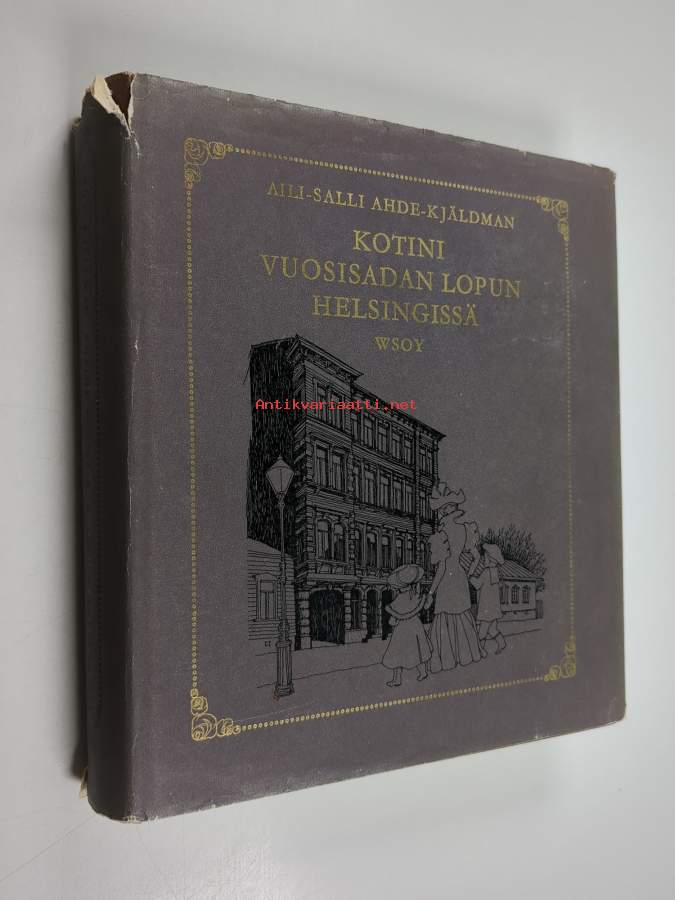 AILI-SALLI AHDE-KJÄLDMAN
KOTINI
VUOSISADAN LOPUN
HELSINGISSÄ
WSOY
Antikvariaatti.net